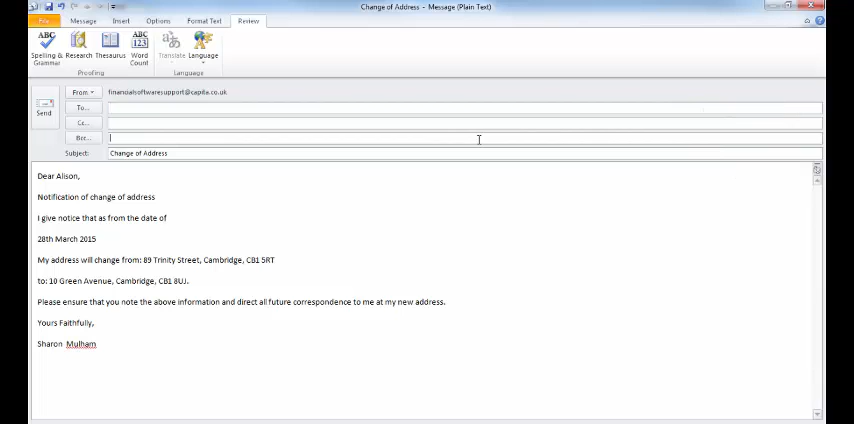 Change of Address - Message (Plain Text)
File Message Insert Options Format Text Review
ABC ABC 123
Spelling & Grammar Research Thesaurus Word Count Translate Language
Proofing Language
From financialsoftwaresupport@capita.co.uk
To...
Cc...
Bcc...
Send
Subject: Change of Address
Dear Alison,
Notification of change of address
I give notice that as from the date of
28th March 2015
My address will change from: 89 Trinity Street, Cambridge, CB1 5RT
to: 10 Green Avenue, Cambridge, CB1 8UJ.
Please ensure that you note the above information and direct all future correspondence to me at my new address.
Yours Faithfully,
Sharon Mulham